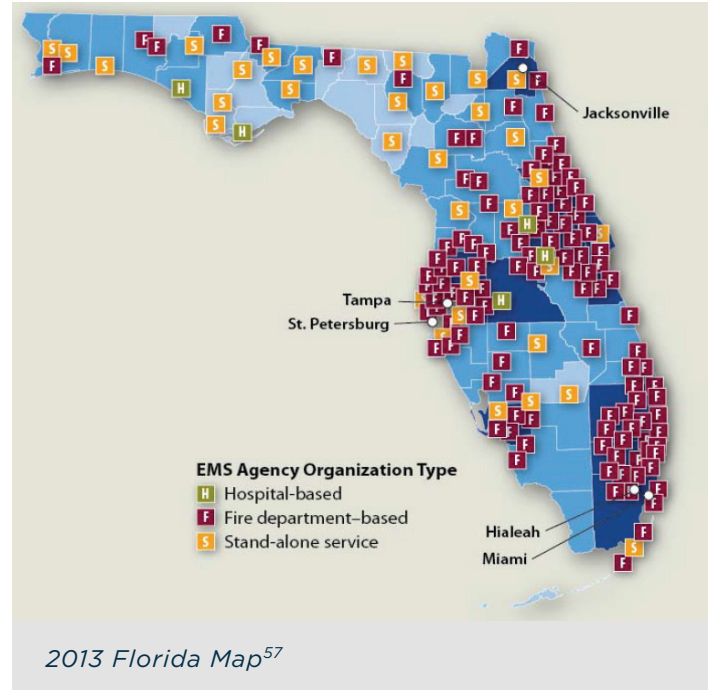 Jacksonville
Tampa
St. Petersburg
EMS Agency Organization Type
H Hospital-based
F Fire department–based
S Stand-alone service
Hialeah
Miami
2013 Florida Map57